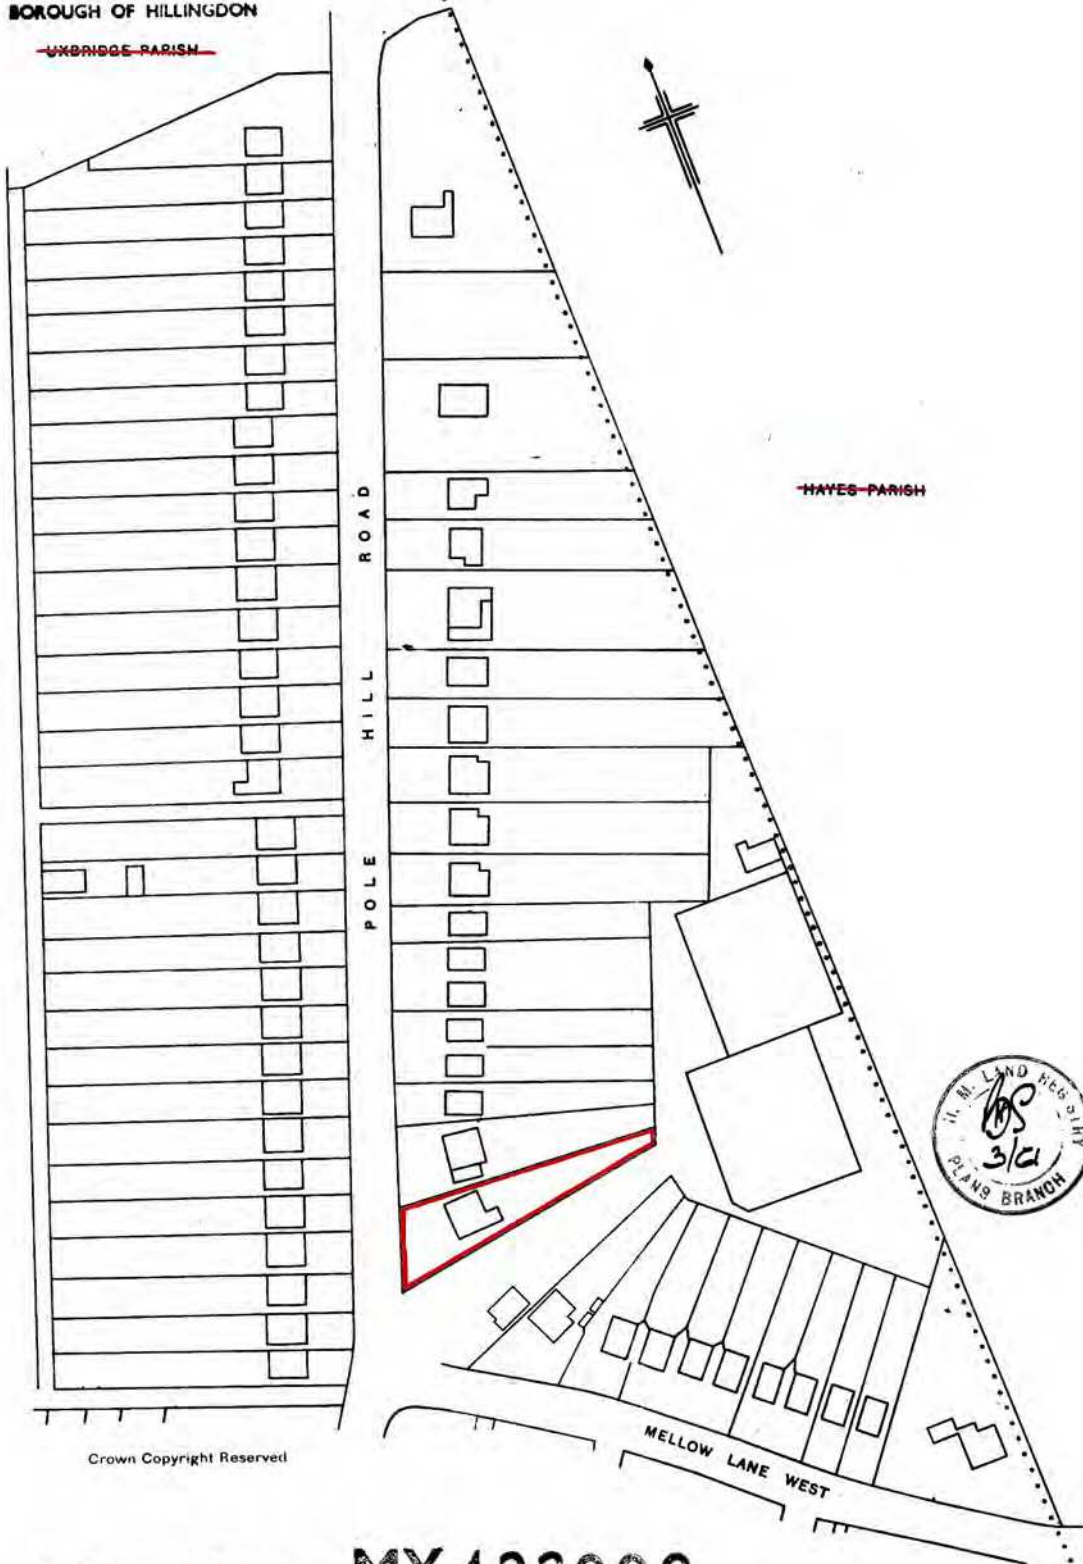 BOROUGH OF HILLINGDON
UXBRIDGE PARISH
HAYES PARISH
POLE HILL ROAD
H. M. LAND REGISTRY
3/61
PLANS BRANCH
MELLOW LANE WEST
Crown Copyright Reserved